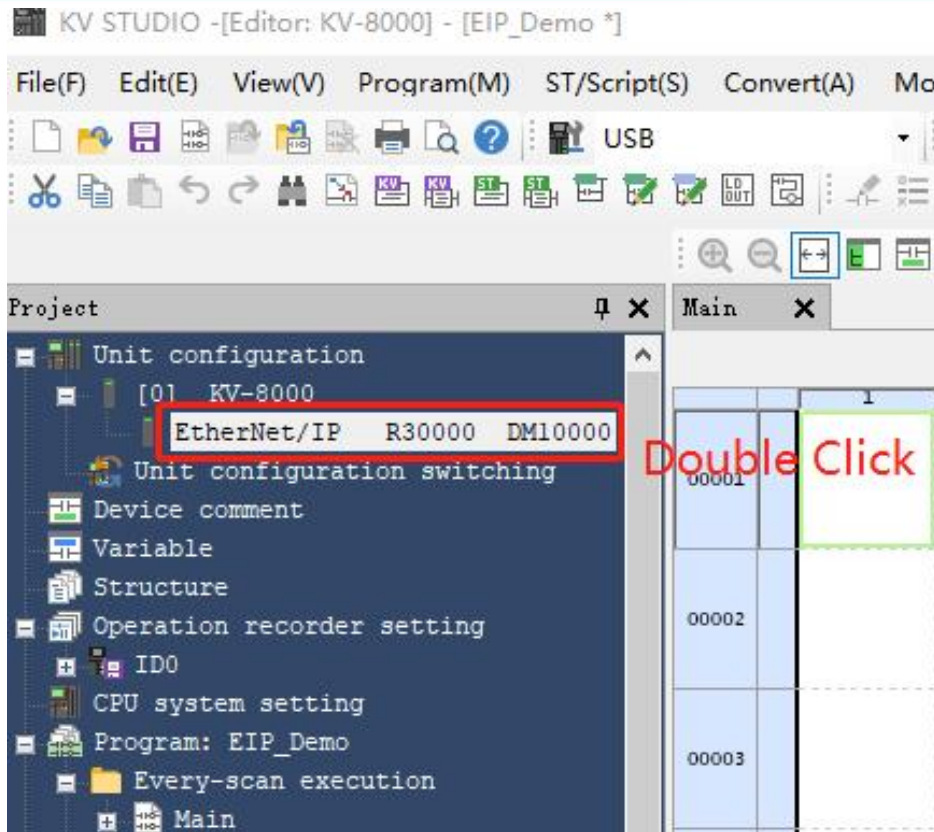 KV STUDIO -[Editor: KV-8000] - [EIP_Demo *]
File(F) Edit(E) View(V) Program(M) ST/Script(S) Convert(A) Mo
USB
Project
Main
Unit configuration
[0] KV-8000
1
EtherNet/IP R30000 DM10000
Double Click
Unit configuration switching
00001
Device comment
Variable
Structure
00002
Operation recorder setting
ID0
CPU system setting
Program: EIP_Demo
00003
Every-scan execution
Main